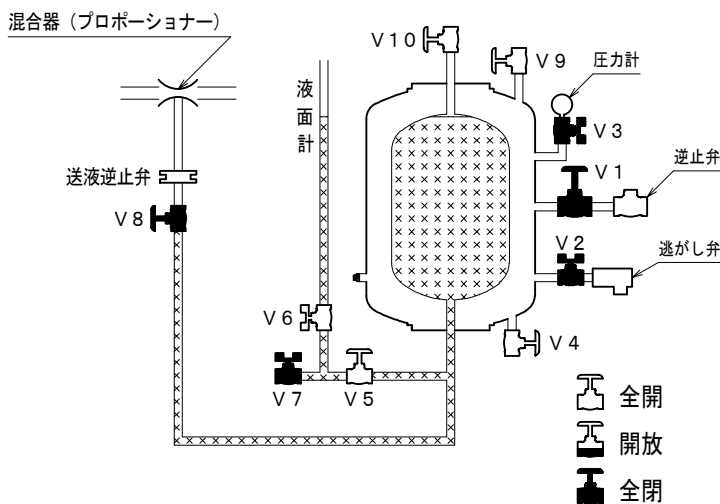 混合器（プロポーショナー）
V10
V9
圧力計
液面計
V3
V1
逆止弁
送液逆止弁
V8
V2
逃がし弁
V6
V4
V7
V5
全開
開放
全閉